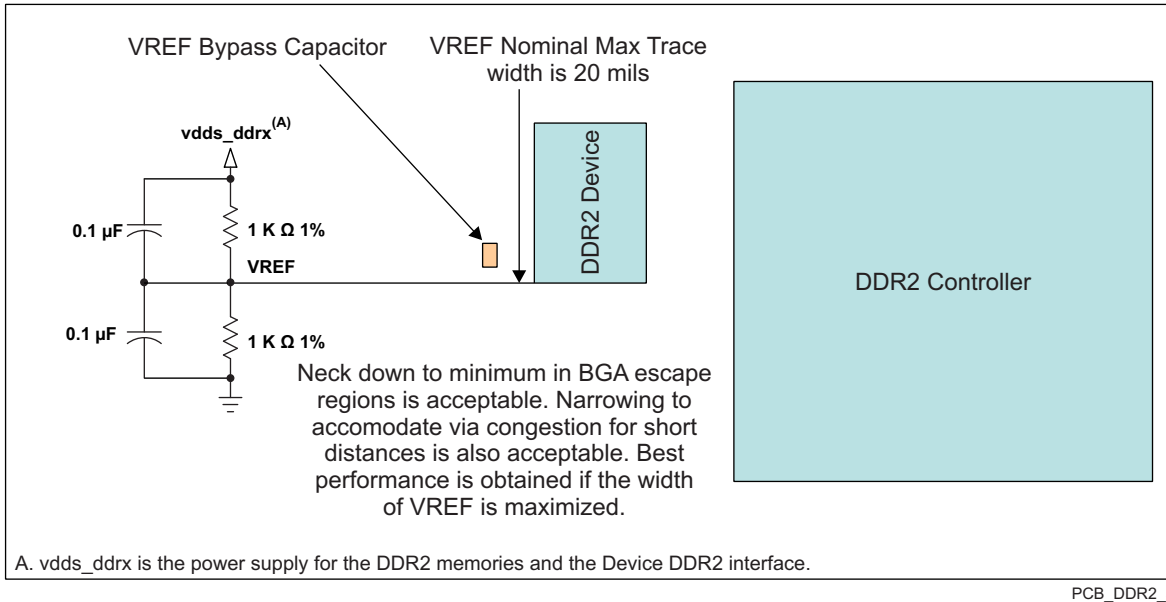 VREF Bypass Capacitor
VREF Nominal Max Trace
width is 20 mils
vdds_ddrx(A)
0.1 μF
1 K Ω 1%
VREF
0.1 μF
1 K Ω 1%
DDR2 Device
DDR2 Controller
Neck down to minimum in BGA escape
regions is acceptable. Narrowing to
accomodate via congestion for short
distances is also acceptable. Best
performance is obtained if the width
of VREF is maximized.
A. vdds_ddrx is the power supply for the DDR2 memories and the Device DDR2 interface.
PCB_DDR2_